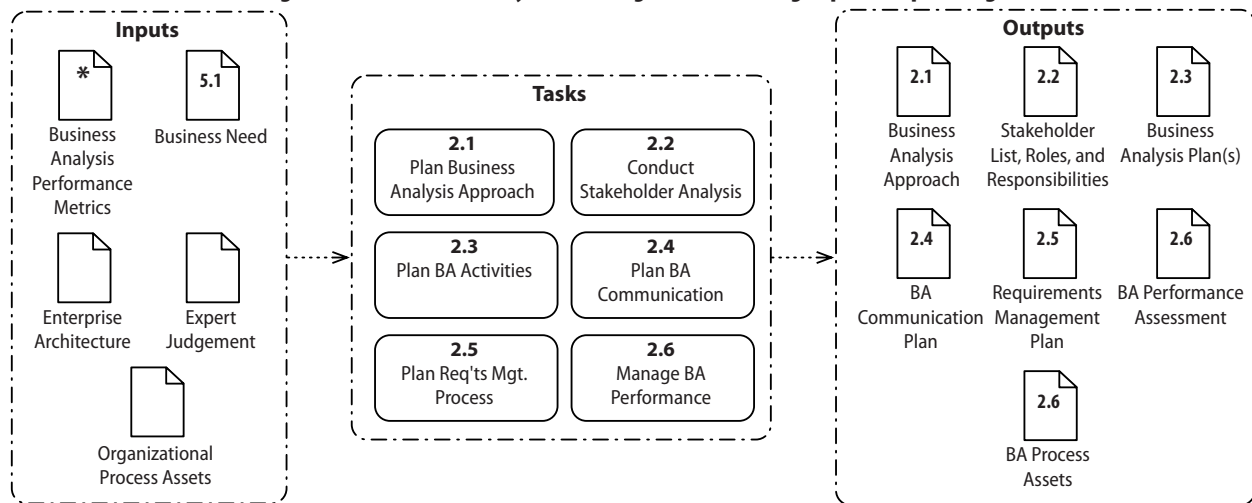 Inputs
*
5.1
Business
Analysis
Performance
Metrics
Business Need
Enterprise
Architecture
Expert
Judgement
Organizational
Process Assets
Tasks
2.1
Plan Business
Analysis Approach
2.2
Conduct
Stakeholder Analysis
2.3
Plan BA Activities
2.4
Plan BA
Communication
2.5
Plan Req'ts Mgt.
Process
2.6
Manage BA
Performance
Outputs
2.1
Business
Analysis
Approach
2.2
Stakeholder
List, Roles, and
Responsibilities
2.3
Business
Analysis Plan(s)
2.4
BA
Communication
Plan
2.5
Requirements
Management
Plan
2.6
BA Performance
Assessment
2.6
BA Process
Assets